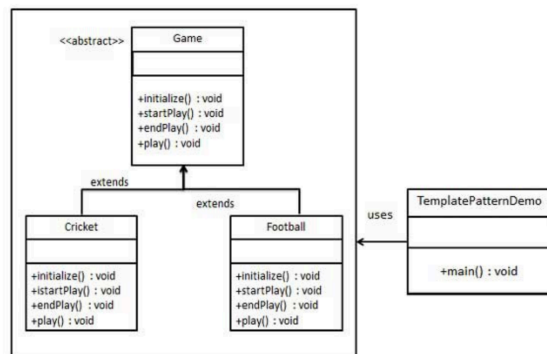 <<abstract>>
Game
+initialize() : void
+startPlay() : void
+endPlay() : void
+play() : void
extends
extends
Cricket
+initialize() : void
+istartPlay() : void
+endPlay() : void
+play() : void
Football
+initialize() : void
+startPlay() : void
+endPlay() : void
+play() : void
uses
TemplatePatternDemo
+main() : void